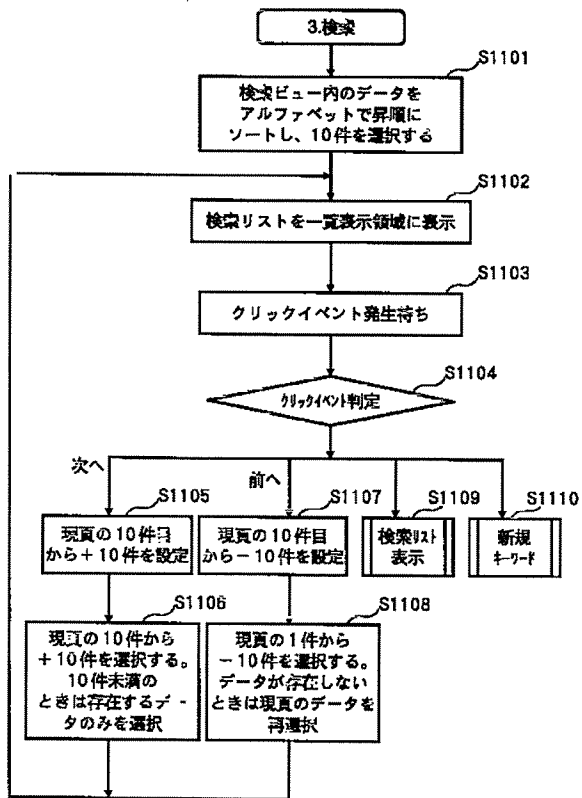 3.検索
S1101
検索ビュー内のデータを
アルファベットで昇順に
ソートし、10件を選択する
S1102
検索リストを一覧表示領域に表示
S1103
クリックイベント発生待ち
S1104
クリックイベント判定
次へ
S1105
現頁の10件目
から+10件を設定
S1106
現頁の10件から
+10件を選択する。
10件未満の
ときは存在するデー
タのみを選択
前へ
S1107
現頁の10件目
から-10件を設定
S1108
現頁の1件から
-10件を選択する。
データが存在しない
ときは現頁のデータを
再選択
S1109
検索リスト
表示
S1110
新規
キーワード